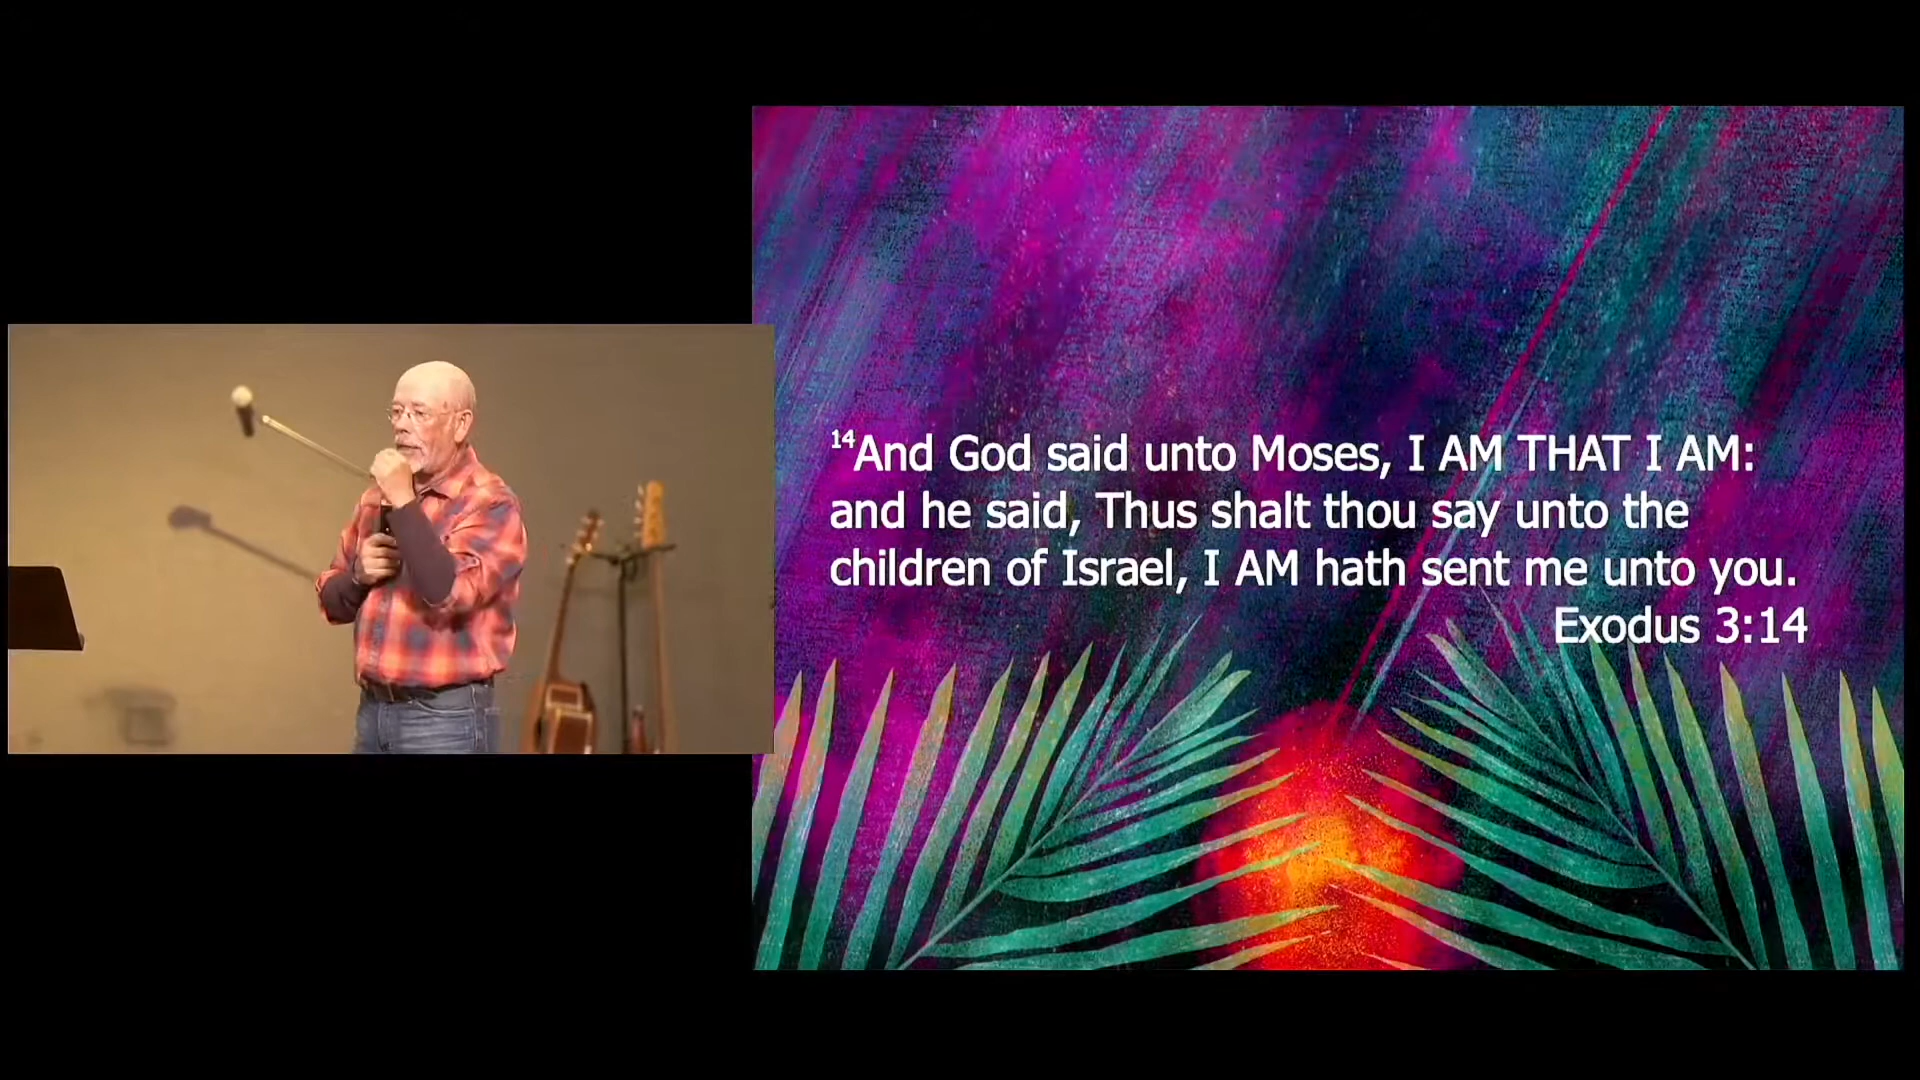 ¹⁴And God said unto Moses, I AM THAT I AM:
and he said, Thus shalt thou say unto the
children of Israel, I AM hath sent me unto you.
Exodus 3:14